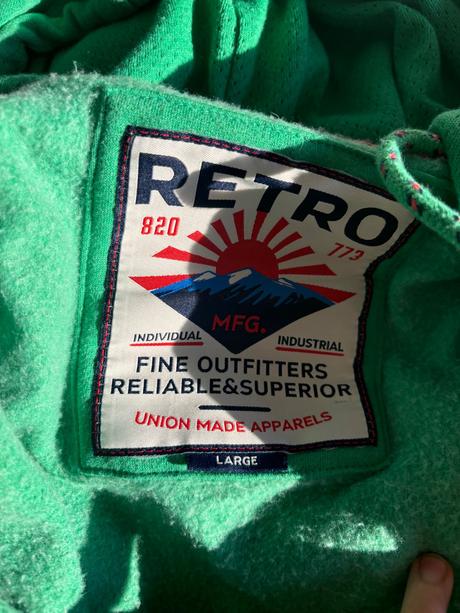 RETRO
820
773
MFG.
INDIVIDUAL INDUSTRIAL
FINE OUTFITTERS
RELIABLE&SUPERIOR
UNION MADE APPARELS
LARGE